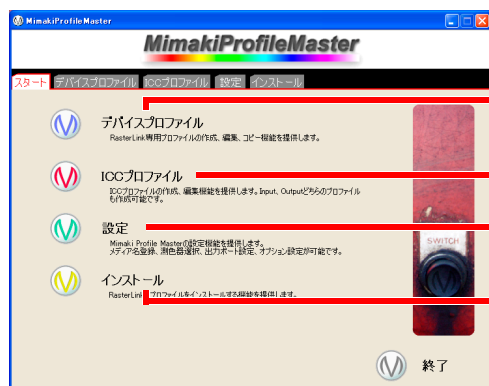 MimakiProfileMaster
MimakiProfileMaster
スタート デバイスプロファイル ICCプロファイル 設定 インストール
デバイスプロファイル
RasterLink専用プロファイルの作成、編集、コピー機能を提供します。
ICCプロファイル
ICCプロファイルの作成、編集機能を提供します。Input、Outputどちらのプロファイル
も作成可能です。
設定
Mimaki Profile Masterの設定機能を提供します。
メディア名登録、測色器選択、出力ポート設定、オプション設定が可能です。
SWITCH
インストール
RasterLink プロファイルをインストールする機能を提供します。
終了